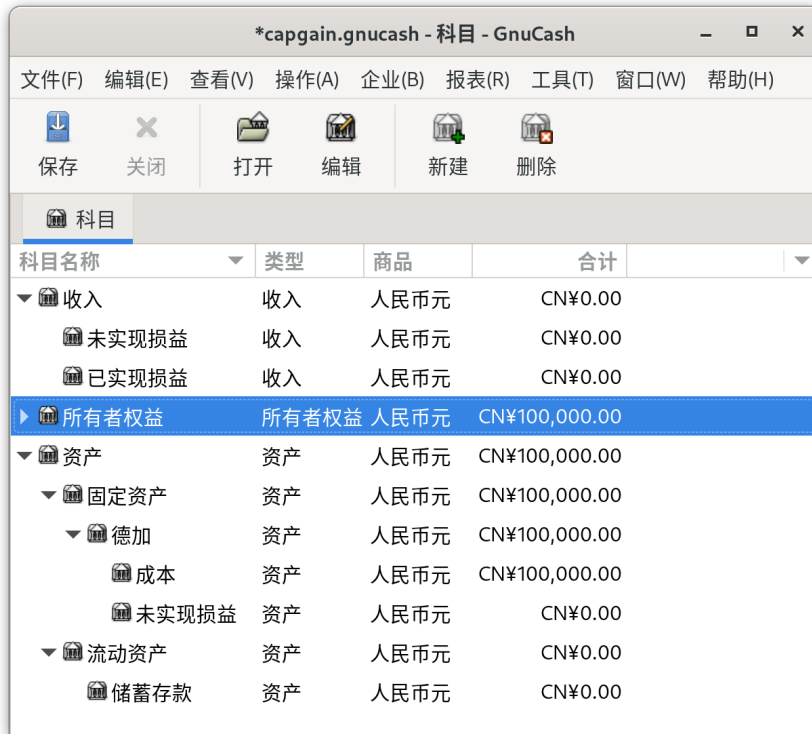 *capgain.gnucash - 科目 - GnuCash
文件(F) 编辑(E) 查看(V) 操作(A) 企业(B) 报表(R) 工具(T) 窗口(W) 帮助(H)
保存 关闭 打开 编辑 新建 删除
科目
科目名称 类型 商品 合计
收入 收入 人民币元 CN¥0.00
未实现损益 收入 人民币元 CN¥0.00
已实现损益 收入 人民币元 CN¥0.00
所有者权益 所有者权益 人民币元 CN¥100,000.00
资产 资产 人民币元 CN¥100,000.00
固定资产 资产 人民币元 CN¥100,000.00
德加 资产 人民币元 CN¥100,000.00
成本 资产 人民币元 CN¥100,000.00
未实现损益 资产 人民币元 CN¥0.00
流动资产 资产 人民币元 CN¥0.00
储蓄存款 资产 人民币元 CN¥0.00